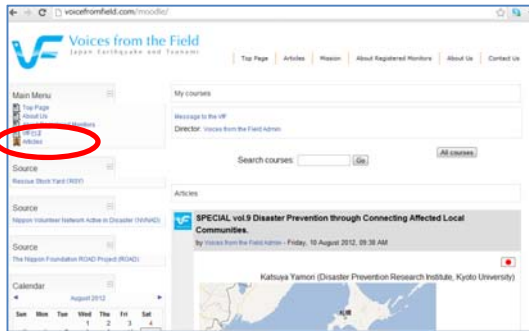 voicefromfield.com/moodle/
Voices from the Field
Japan Earthquake and Tsunami
Top Page
Articles
Mission
About Registered Monitors
About Us
Contact Us
Main Menu
Top Page
About Us
Monitors
Articles
Source
Rescue Stock Yard (RSY)
Source
Nippon Volunteer Network Active in Disaster (NVNAD)
Source
The Nippon Foundation ROAD Project (ROAD)
Calendar
August 2012
Sun Mon Tue Wed Thu Fri Sat
1 2 3 4
My courses
Message to the VfF
Director: Voices from the Field Admin
All courses
Search courses:
Go
Articles
SPECIAL vol.9 Disaster Prevention through Connecting Affected Local
Communities.
by Voices from the Field Admin - Friday, 10 August 2012, 09:38 AM
Katsuya Yamori (Disaster Prevention Research Institute, Kyoto University)
札幌